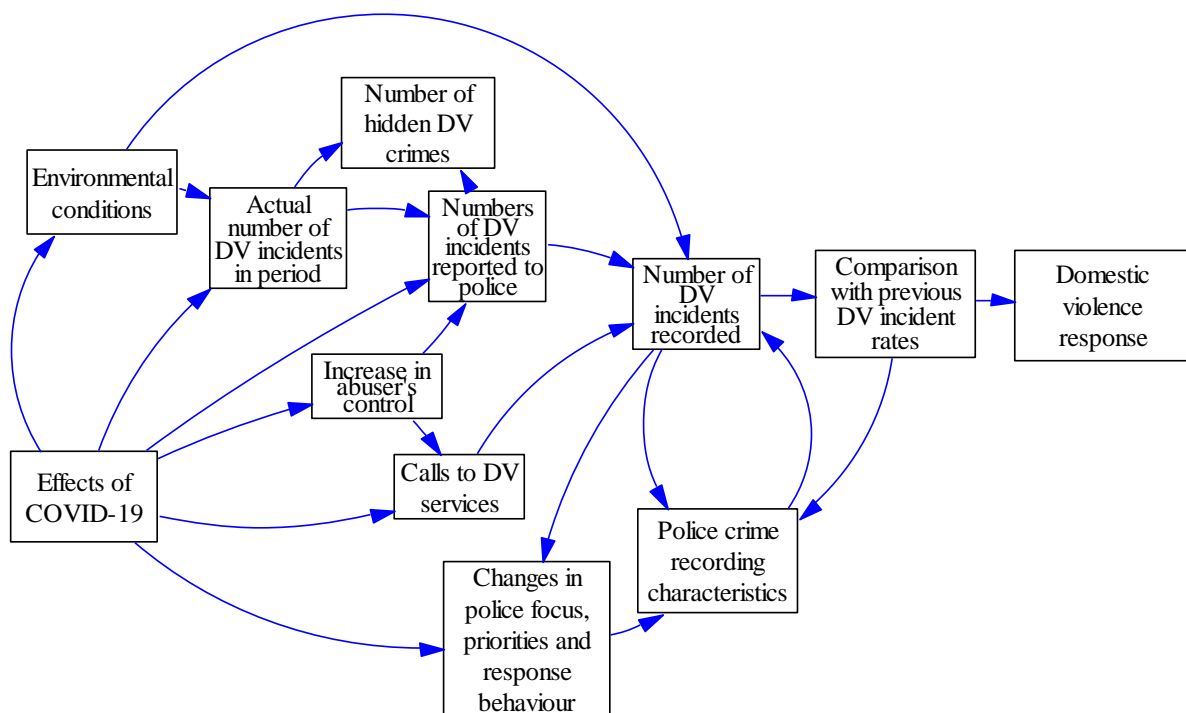 Number of
hidden DV
crimes
Environmental
conditions
Actual
number of
DV incidents
in period
Numbers
of DV
incidents
reported to
police
Number of
DV
incidents
recorded
Comparison
with previous
DV incident
rates
Domestic
violence
response
Increase in
abuser's
control
Effects of
COVID-19
Calls to DV
services
Police crime
recording
characteristics
Changes in
police focus,
priorities and
response
behaviour